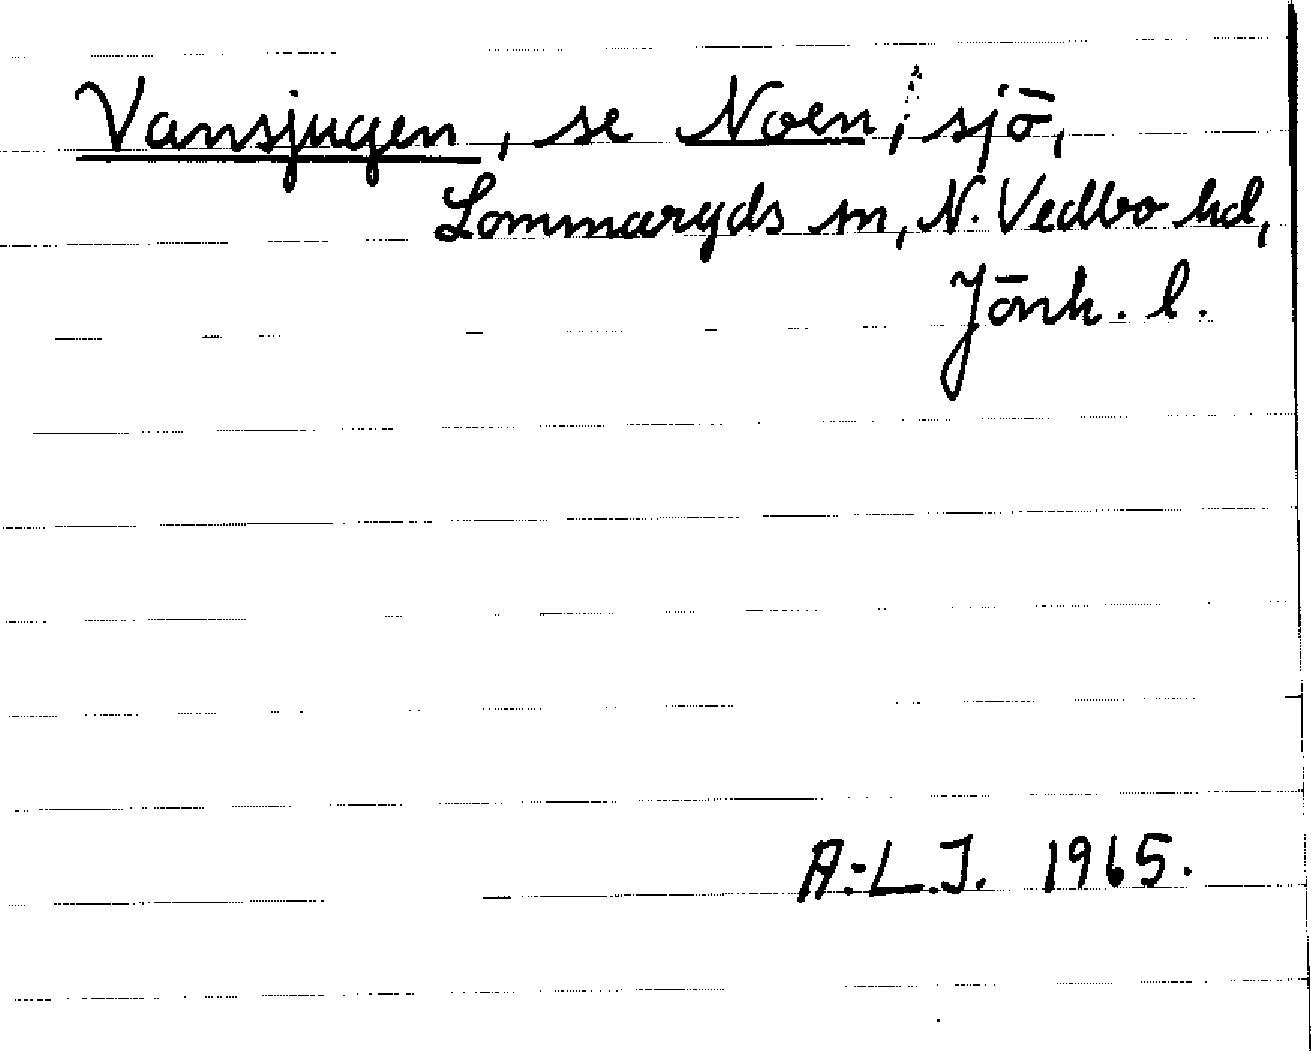 Vansjugen, se Noen, sjö,
Lommaryds sn, N. Vedbo hd,
Jönk. l.
A.-L.J. 1965.